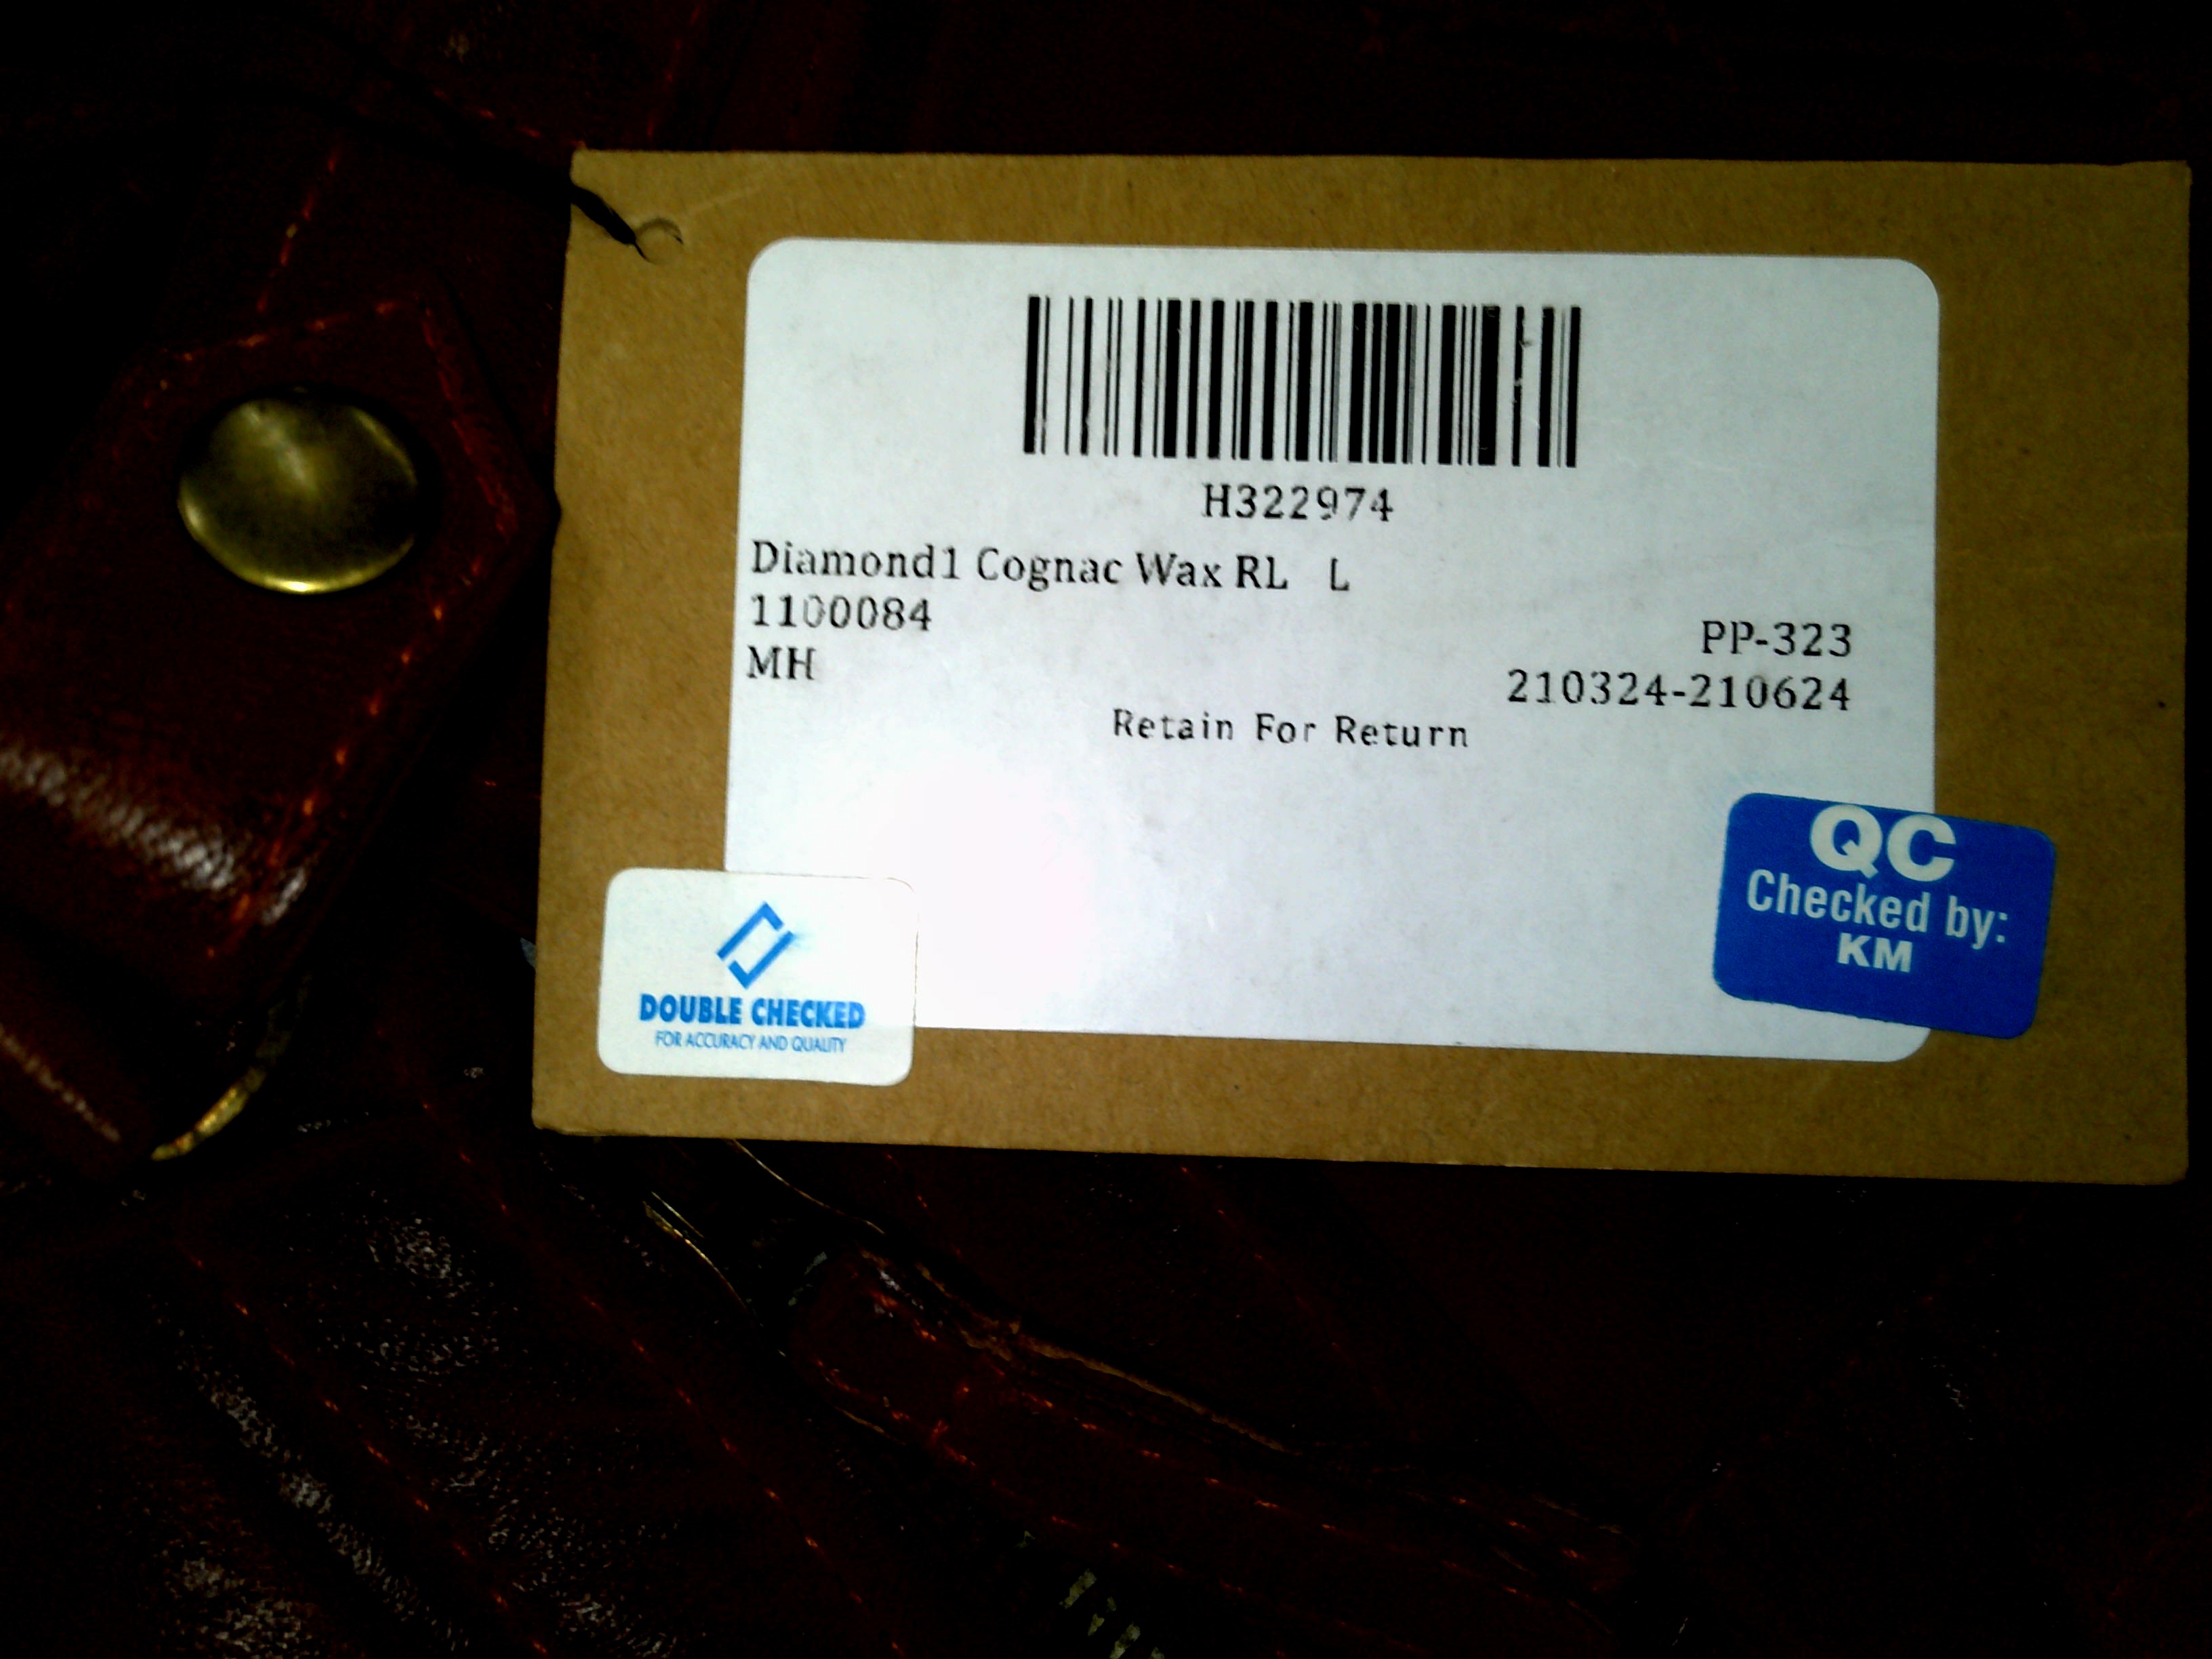 H322974
Diamond1 Cognac Wax RL L
1100084
PP-323
MH
210324-210624
Retain For Return
QC
Checked by:
KM
DOUBLE CHECKED
FOR ACCURACY AND QUALITY